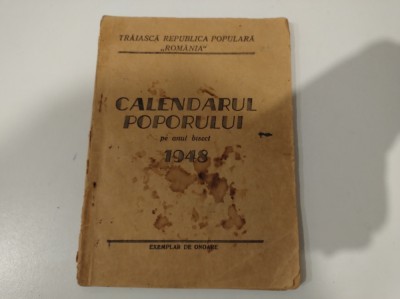 TRĂIASCĂ REPUBLICA POPULARĂ
„ROMÂNIA"
CALENDARUL
POPORULUI
pe anul bisect
1948
EXEMPLAR DE ONOARE